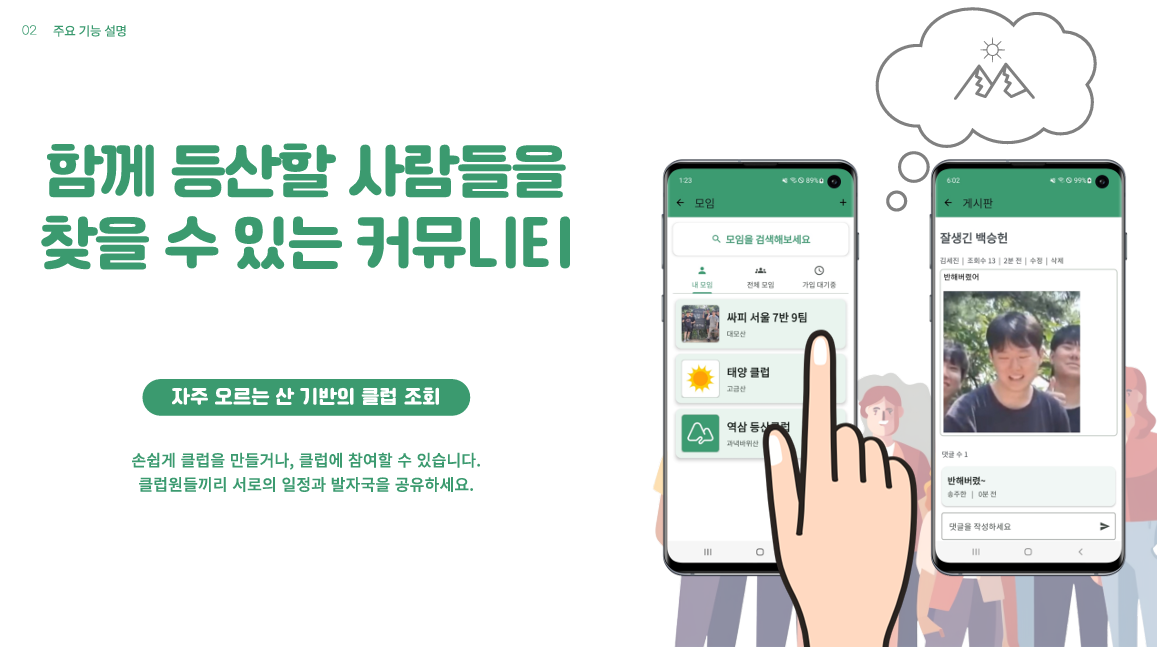 02 주요 기능 설명
함께 등산할 사람들을
찾을 수 있는 커뮤니티
자주 오르는 산 기반의 클럽 조회
손쉽게 클럽을 만들거나, 클럽에 참여할 수 있습니다.
클럽원들끼리 서로의 일정과 발자국을 공유하세요.
1:23 89%
모임 +
모임을 검색해보세요
내 모임 전체 모임 가입 대기중
싸피 서울 7반 9팀
대모산
태양 클럽
고금산
역삼 등산클럽
과녁바위산
6:02 99%
게시판
잘생긴 백승헌
김세진 | 조회수 13 | 2분 전 | 수정 | 삭제
반해버렸어
댓글 수 1
반해버렸~
송주한 | 0분 전
댓글을 작성하세요